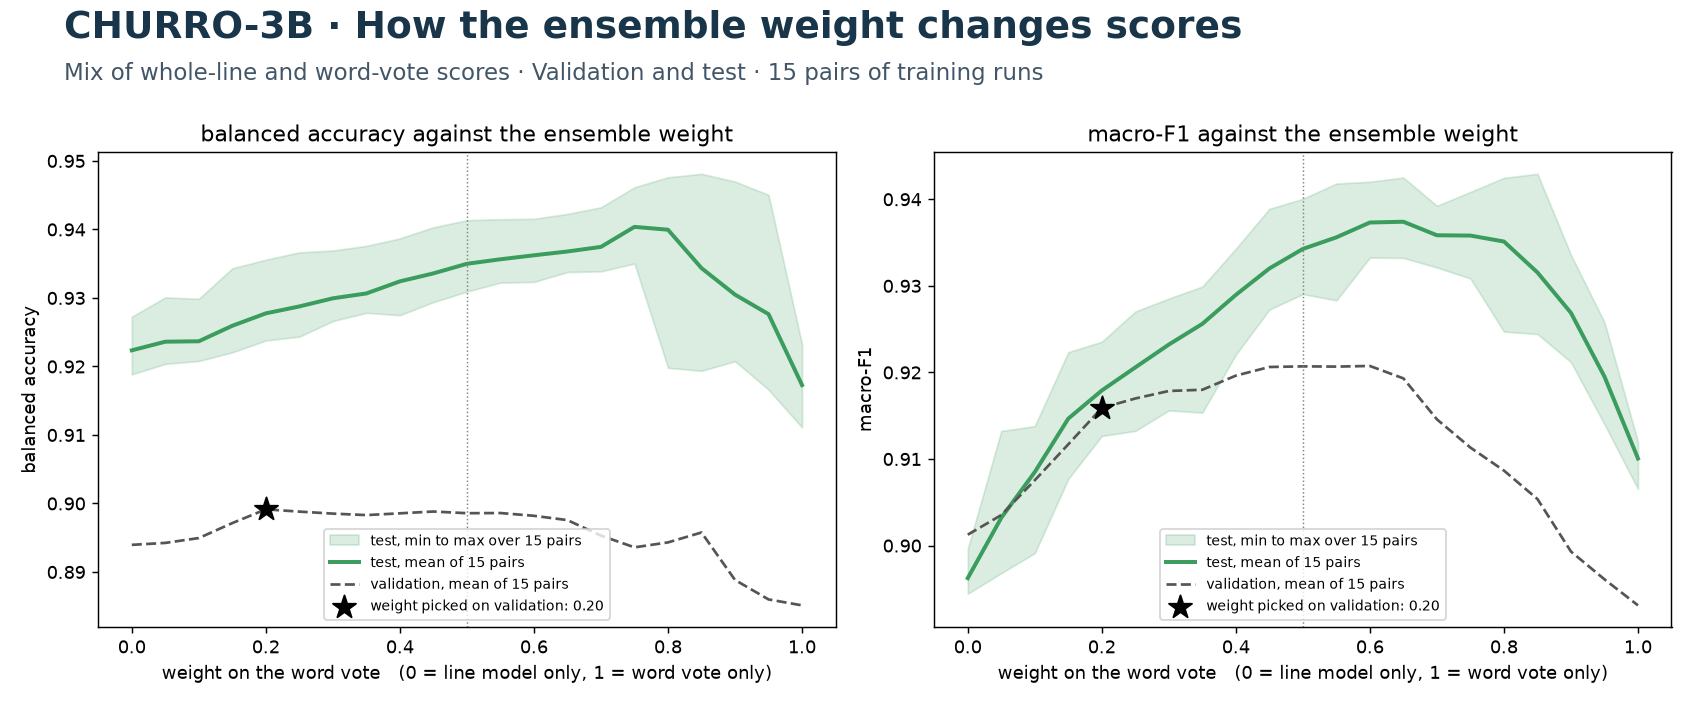 CHURRO-3B · How the ensemble weight changes scores
Mix of whole-line and word-vote scores · Validation and test · 15 pairs of training runs
balanced accuracy against the ensemble weight
balanced accuracy
0.95
0.94
0.93
0.92
0.91
0.90
0.89
test, min to max over 15 pairs
test, mean of 15 pairs
validation, mean of 15 pairs
weight picked on validation: 0.20
0.0 0.2 0.4 0.6 0.8 1.0
weight on the word vote (0 = line model only, 1 = word vote only)
macro-F1 against the ensemble weight
macro-F1
0.94
0.93
0.92
0.91
0.90
test, min to max over 15 pairs
test, mean of 15 pairs
validation, mean of 15 pairs
weight picked on validation: 0.20
0.0 0.2 0.4 0.6 0.8 1.0
weight on the word vote (0 = line model only, 1 = word vote only)